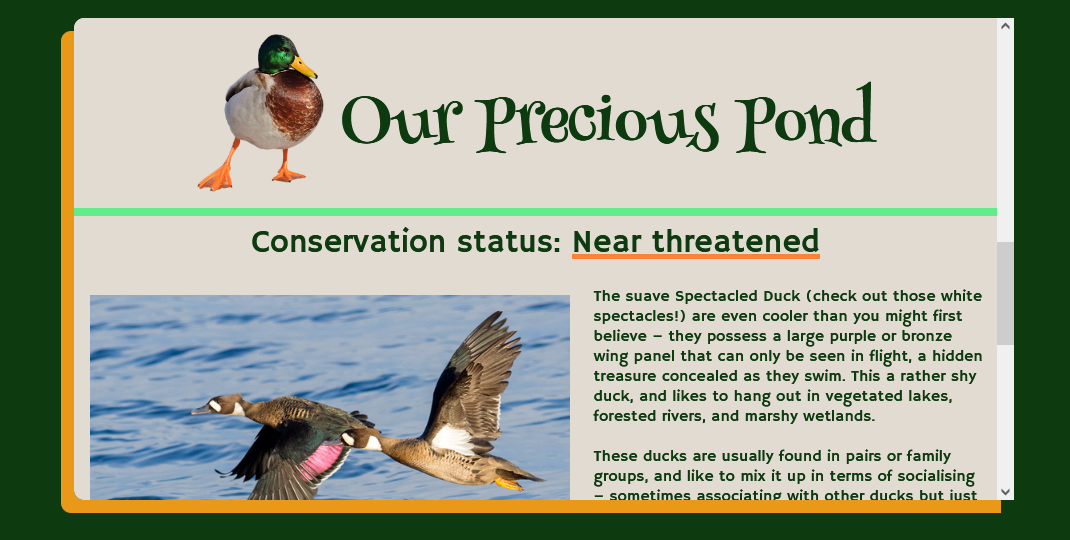 Our Precious Pond
Conservation status: Near threatened
The suave Spectacled Duck (check out those white
spectacles!) are even cooler than you might first
believe – they possess a large purple or bronze
wing panel that can only be seen in flight, a hidden
treasure concealed as they swim. This a rather shy
duck, and likes to hang out in vegetated lakes,
forested rivers, and marshy wetlands.
These ducks are usually found in pairs or family
groups, and like to mix it up in terms of socialising
– sometimes associating with other ducks but just